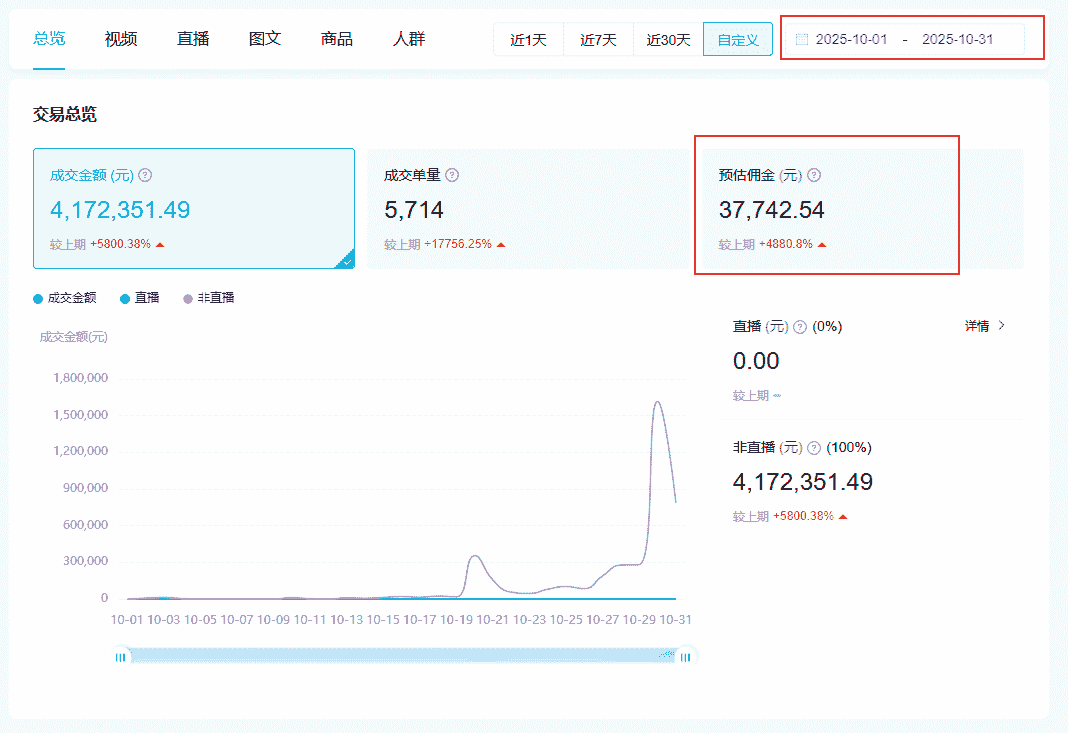 总览 视频 直播 图文 商品 人群 近1天 近7天 近30天 自定义 2025-10-01 - 2025-10-31
交易总览
成交金额 (元) ? 成交单量 ? 预估佣金 (元) ?
4,172,351.49 5,714 37,742.54
较上期 +5800.38% 较上期 +17756.25% 较上期 +4880.8%
成交金额 直播 非直播
成交金额(元)
直播 (元) ? (0%) 详情
0.00
较上期 -
1,800,000
1,500,000
1,200,000
900,000
600,000
300,000
0
非直播 (元) ? (100%)
4,172,351.49
较上期 +5800.38%
10-01 10-03 10-05 10-07 10-09 10-11 10-13 10-15 10-17 10-19 10-21 10-23 10-25 10-27 10-29 10-31